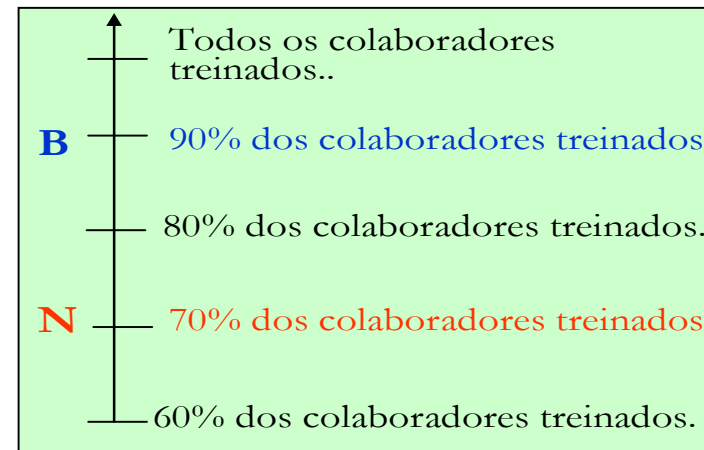 Todos os colaboradores
treinados..
B 90% dos colaboradores treinados
80% dos colaboradores treinados.
N 70% dos colaboradores treinados
60% dos colaboradores treinados.